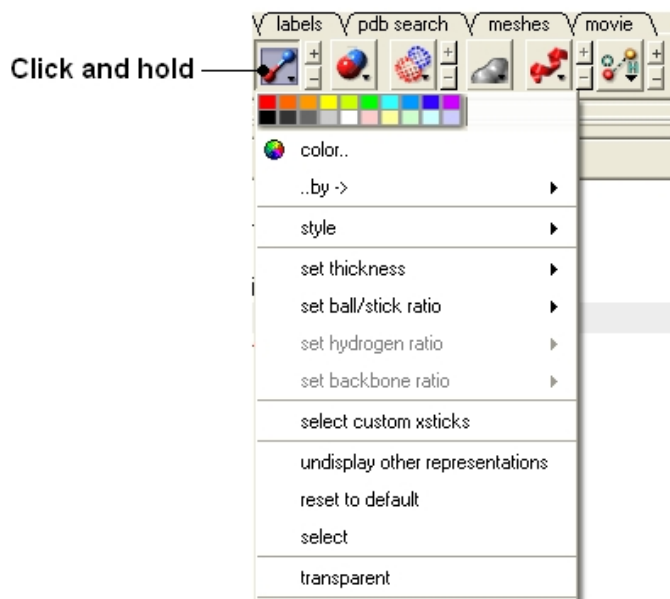 labels pdb search meshes movie
Click and hold
+ + + +
- - - -
H
color..
..by ->
style
set thickness
set ball/stick ratio
set hydrogen ratio
set backbone ratio
select custom xsticks
undisplay other representations
reset to default
select
transparent